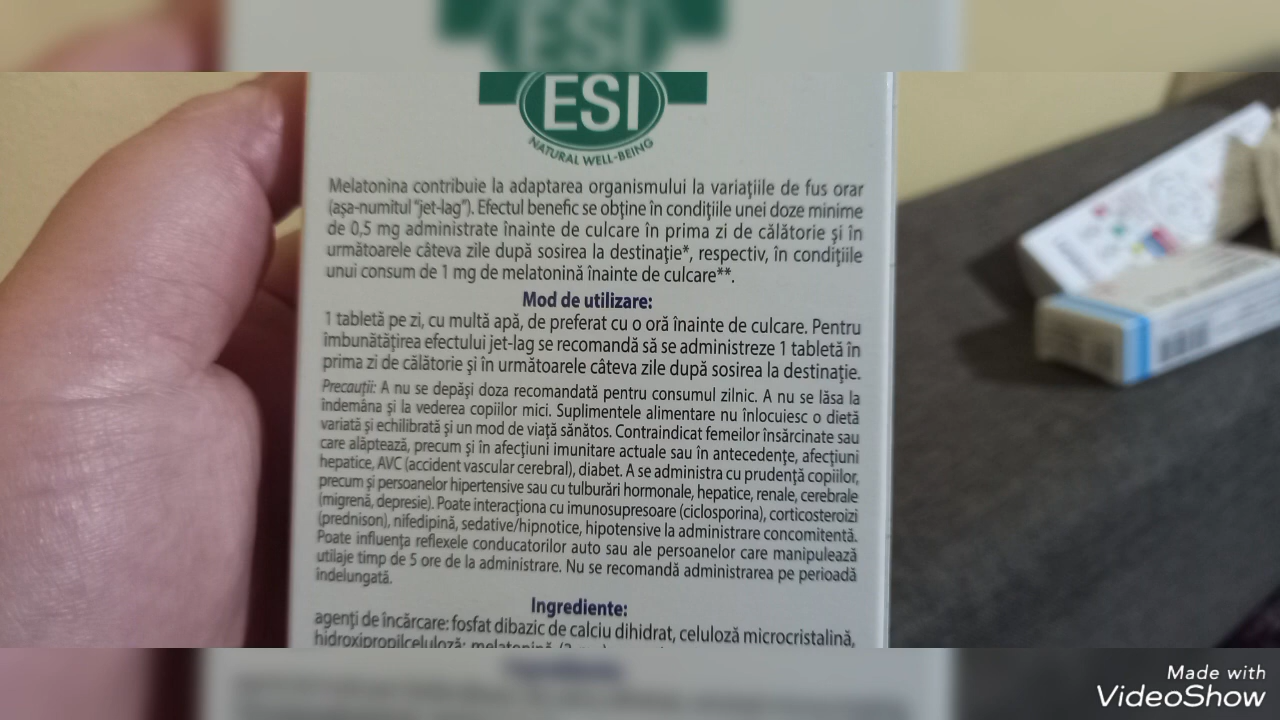 ESI
ESI
NATURAL WELL-BEING
Melatonina contribuie la adaptarea organismului la variațiile de fus orar
(așa-numitul "jet-lag"). Efectul benefic se obține în condițiile unei doze minime
de 0,5 mg administrate înainte de culcare în prima zi de călătorie și în
următoarele câteva zile după sosirea la destinație*, respectiv, în condițiile
unui consum de 1 mg de melatonină înainte de culcare**.
Mod de utilizare:
1 tabletă pe zi, cu multă apă, de preferat cu o oră înainte de culcare. Pentru
îmbunătățirea efectului jet-lag se recomandă să se administreze 1 tabletă în
prima zi de călătorie și în următoarele câteva zile după sosirea la destinație.
Precauții: A nu se depăși doza recomandată pentru consumul zilnic. A nu se lăsa la
îndemâna și la vederea copiilor mici. Suplimentele alimentare nu înlocuiesc o dietă
variată și echilibrată și un mod de viață sănătos. Contraindicat femeilor însărcinate sau
care alăptează, precum și în afecțiuni imunitare actuale sau în antecedențe, afecțiuni
hepatice, AVC (accident vascular cerebral), diabet. A se administra cu prudență copiilor,
precum și persoanelor hipertensive sau cu tulburări hormonale, hepatice, renale, cerebrale
(migrenă, depresie). Poate interacționa cu imunosupresoare (ciclosporina), corticosteroizi
(prednison), nifedipină, sedative/hipnotice, hipotensive la administrare concomitentă.
Poate influența reflexele conducatorilor auto sau ale persoanelor care manipulează
utilaje timp de 5 ore de la administrare. Nu se recomandă administrarea pe perioadă
îndelungată.
Ingrediente:
agenți de încărcare: fosfat dibazic de calciu dihidrat, celuloză microcristalină,
hidroxipropilceluloză; melatonină
Made with
VideoShow